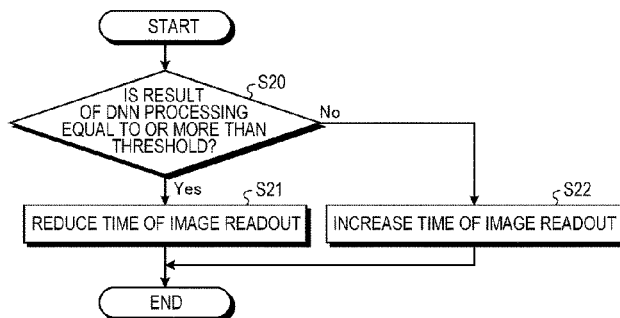 START
S20
IS RESULT
OF DNN PROCESSING
EQUAL TO OR MORE THAN
THRESHOLD?
No
Yes
S21
S22
REDUCE TIME OF IMAGE READOUT
INCREASE TIME OF IMAGE READOUT
END